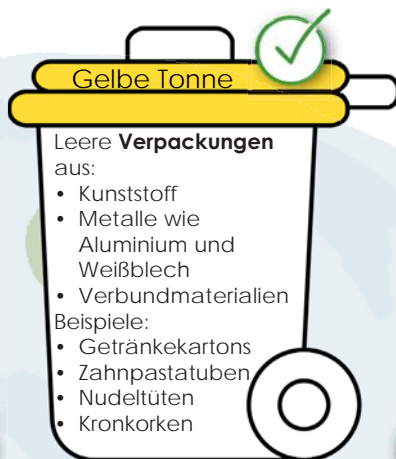 Gelbe Tonne
Leere Verpackungen
aus:
• Kunststoff
• Metalle wie
Aluminium und
Weißblech
• Verbundmaterialien
Beispiele:
• Getränkekartons
• Zahnpastatuben
• Nudeltüten
• Kronkorken